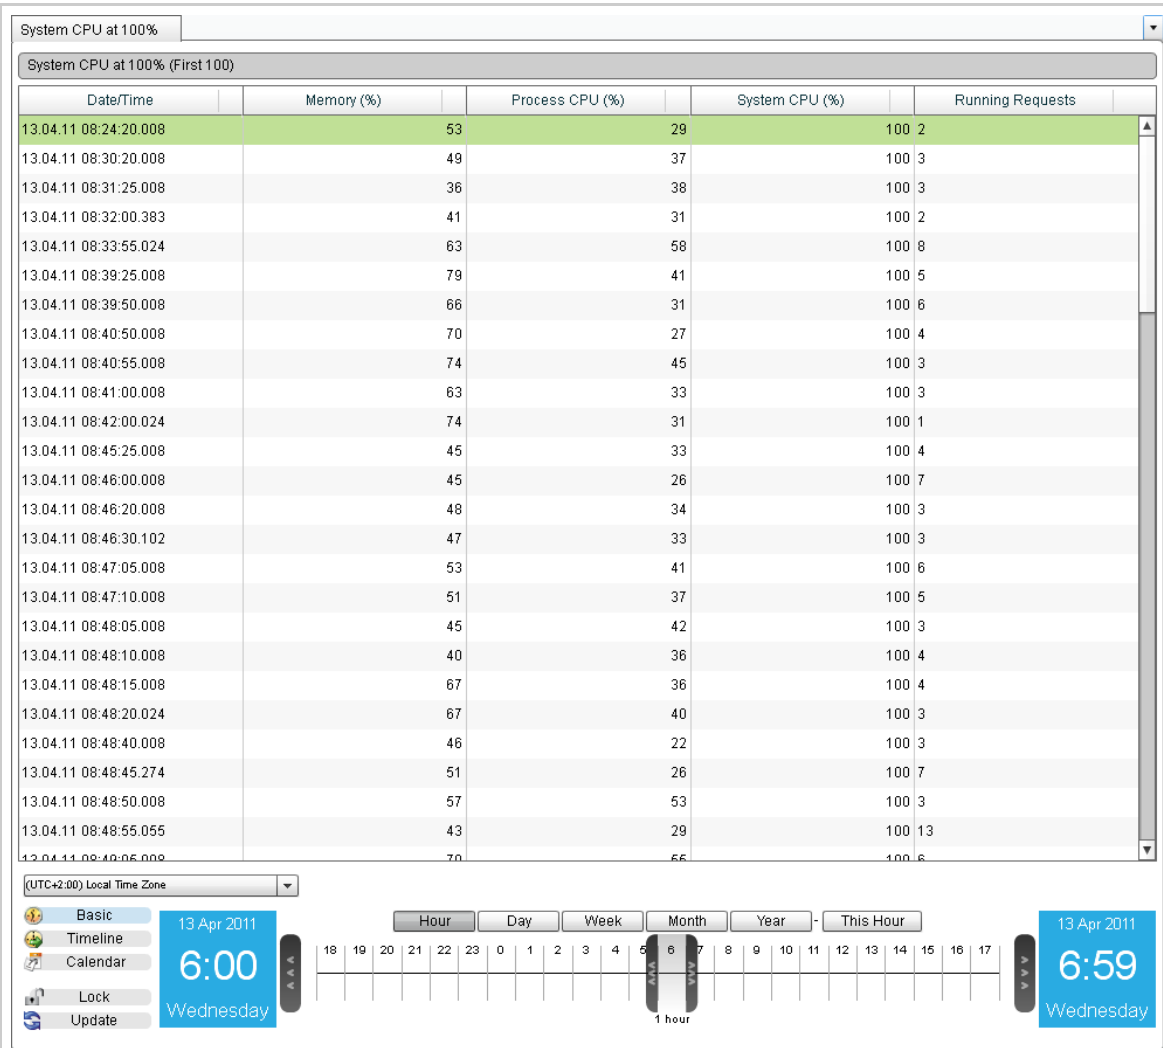 System CPU at 100%
System CPU at 100% (First 100)
Date/Time Memory (%) Process CPU (%) System CPU (%) Running Requests
13.04.11 08:24:20.008 53 29 100 2
13.04.11 08:30:20.008 49 37 100 3
13.04.11 08:31:25.008 36 38 100 3
13.04.11 08:32:00.383 41 31 100 2
13.04.11 08:33:55.024 63 58 100 8
13.04.11 08:39:25.008 79 41 100 5
13.04.11 08:39:50.008 66 31 100 6
13.04.11 08:40:50.008 70 27 100 4
13.04.11 08:40:55.008 74 45 100 3
13.04.11 08:41:00.008 63 33 100 3
13.04.11 08:42:00.024 74 31 100 1
13.04.11 08:45:25.008 45 33 100 4
13.04.11 08:46:00.008 45 26 100 7
13.04.11 08:46:20.008 48 34 100 3
13.04.11 08:46:30.102 47 33 100 3
13.04.11 08:47:05.008 53 41 100 6
13.04.11 08:47:10.008 51 37 100 5
13.04.11 08:48:05.008 45 42 100 3
13.04.11 08:48:10.008 40 36 100 4
13.04.11 08:48:15.008 67 36 100 4
13.04.11 08:48:20.024 67 40 100 3
13.04.11 08:48:40.008 46 22 100 3
13.04.11 08:48:45.274 51 26 100 7
13.04.11 08:48:50.008 57 53 100 3
13.04.11 08:48:55.055 43 29 100 13
(UTC+2:00) Local Time Zone
Basic
Timeline
Calendar
Lock
Update
13 Apr 2011
6:00
Wednesday
Hour Day Week Month Year - This Hour
18 19 20 21 22 23 0 1 2 3 4 5 6 7 8 9 10 11 12 13 14 15 16 17
1 hour
13 Apr 2011
6:59
Wednesday